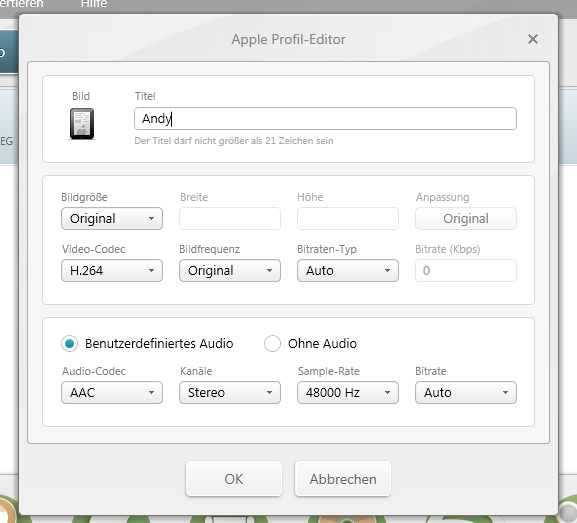 Hilfe
Apple Profil-Editor
Bild
Titel
Andy
Der Titel darf nicht größer als 21 Zeichen sein
Bildgröße Breite Höhe Anpassung
Original Original
Video-Codec Bildfrequenz Bitraten-Typ Bitrate (Kbps)
H.264 Original Auto 0
Benutzerdefiniertes Audio Ohne Audio
Audio-Codec Kanäle Sample-Rate Bitrate
AAC Stereo 48000 Hz Auto
OK Abbrechen